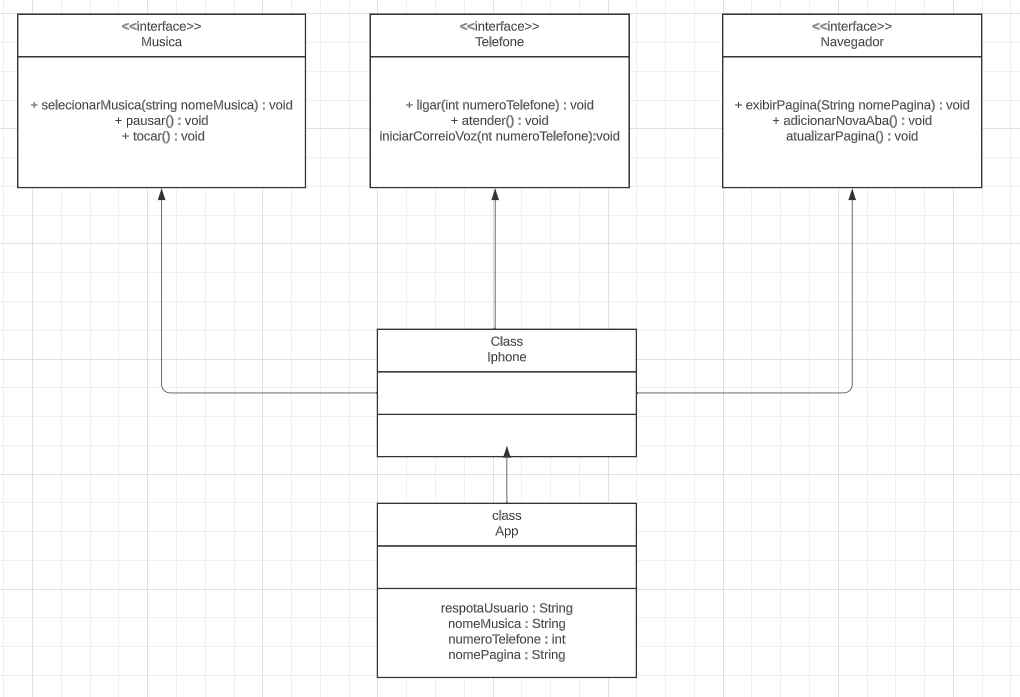 <<interface>>
Musica
+ selecionarMusica(string nomeMusica) : void
+ pausar() : void
+ tocar() : void
<<interface>>
Telefone
+ ligar(int numeroTelefone) : void
+ atender() : void
iniciarCorreioVoz(nt numeroTelefone):void
<<interface>>
Navegador
+ exibirPagina(String nomePagina) : void
+ adicionarNovaAba() : void
atualizarPagina() : void
Class
Iphone
class
App
respotaUsuario : String
nomeMusica : String
numeroTelefone : int
nomePagina : String